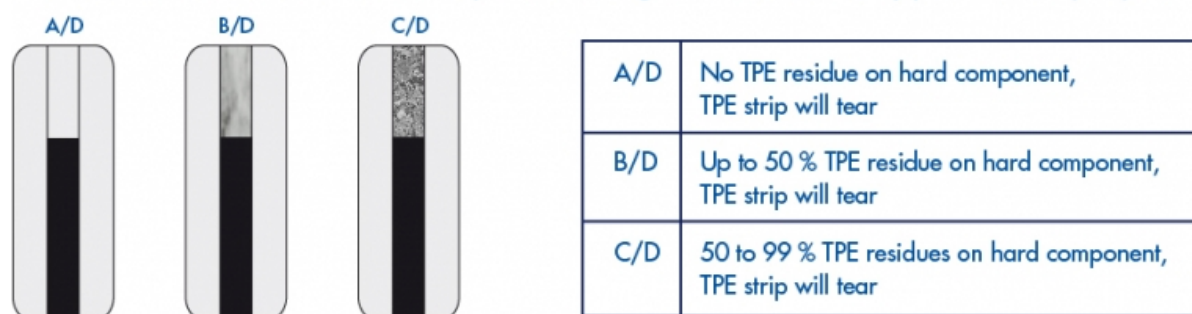 A/D
B/D
C/D
A/D
No TPE residue on hard component,
TPE strip will tear
B/D
Up to 50 % TPE residue on hard component,
TPE strip will tear
C/D
50 to 99 % TPE residues on hard component,
TPE strip will tear